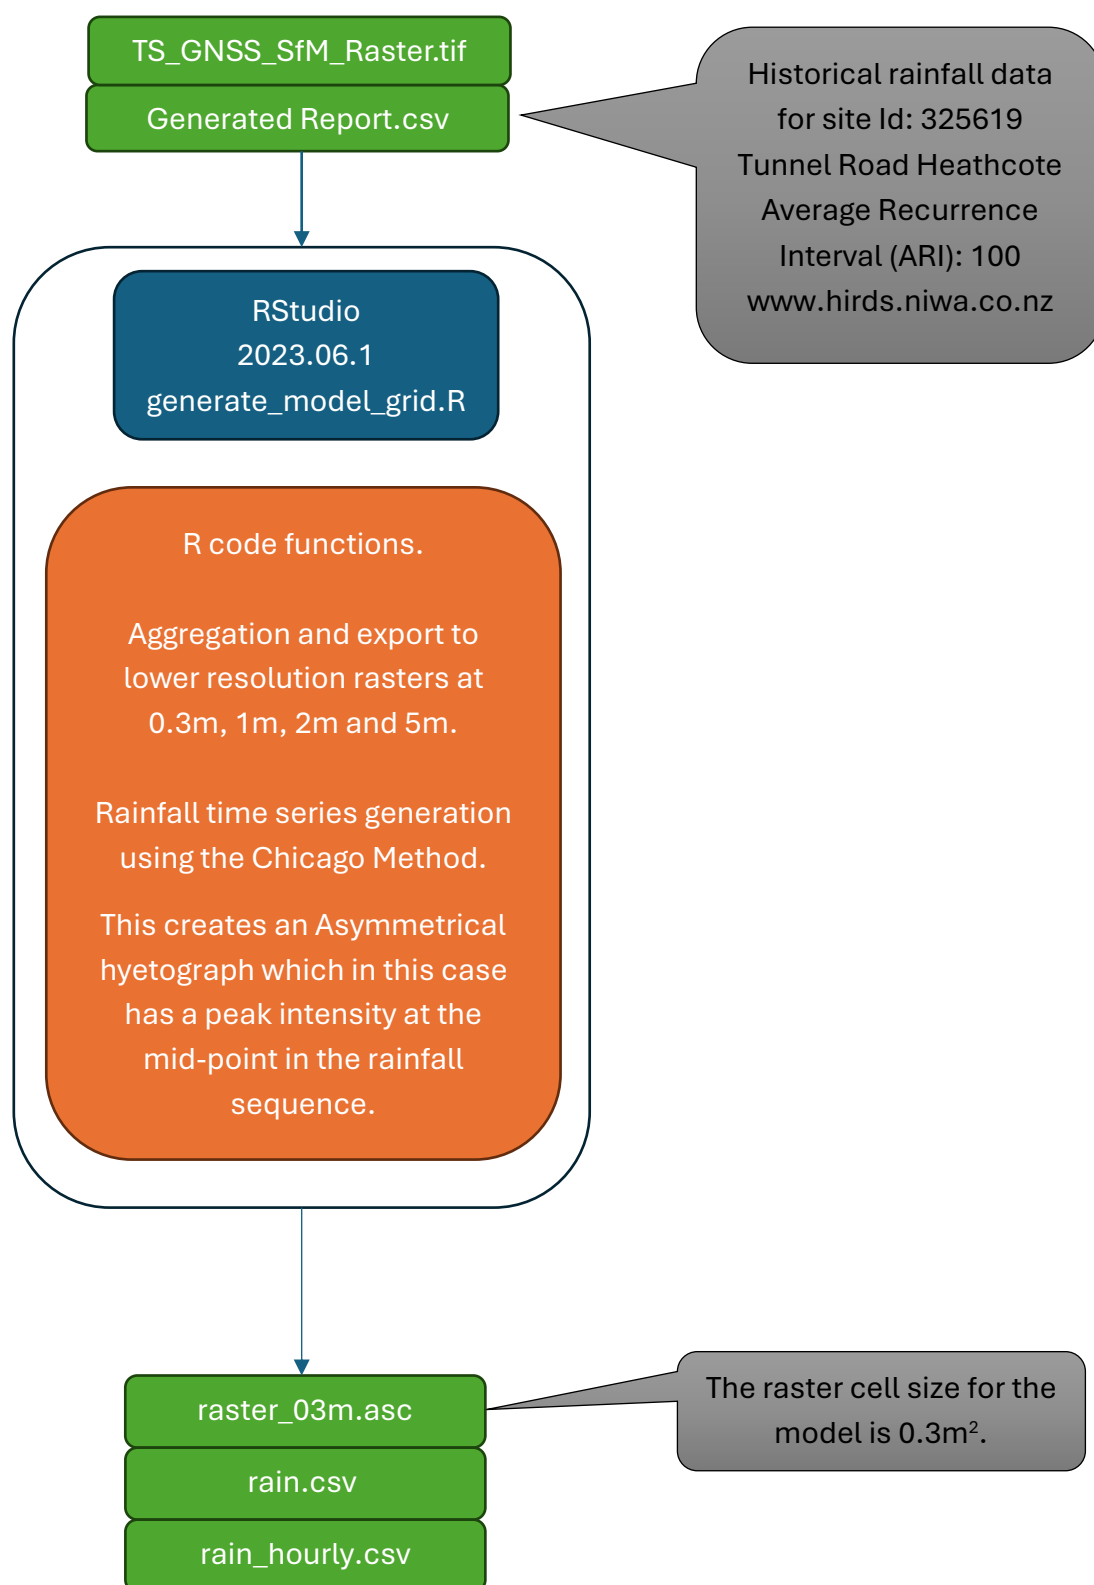 TS_GNSS_SfM_Raster.tif
Generated Report.csv
Historical rainfall data
for site Id: 325619
Tunnel Road Heathcote
Average Recurrence
Interval (ARI): 100
www.hirds.niwa.co.nz
RStudio
2023.06.1
generate_model_grid.R
R code functions.
Aggregation and export to
lower resolution rasters at
0.3m, 1m, 2m and 5m.
Rainfall time series generation
using the Chicago Method.
This creates an Asymmetrical
hyetograph which in this case
has a peak intensity at the
mid-point in the rainfall
sequence.
raster_03m.asc
The raster cell size for the
model is 0.3m².
rain.csv
rain_hourly.csv